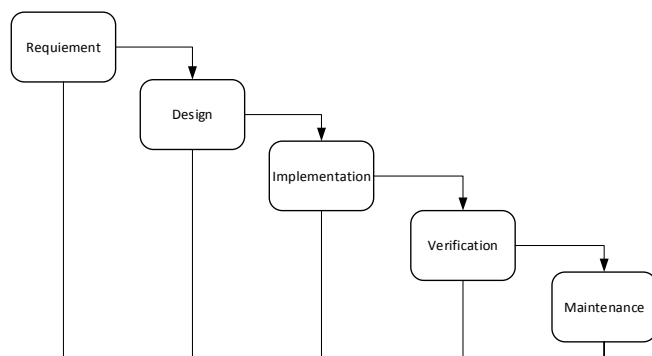 Requiement
Design
Implementation
Verification
Maintenance